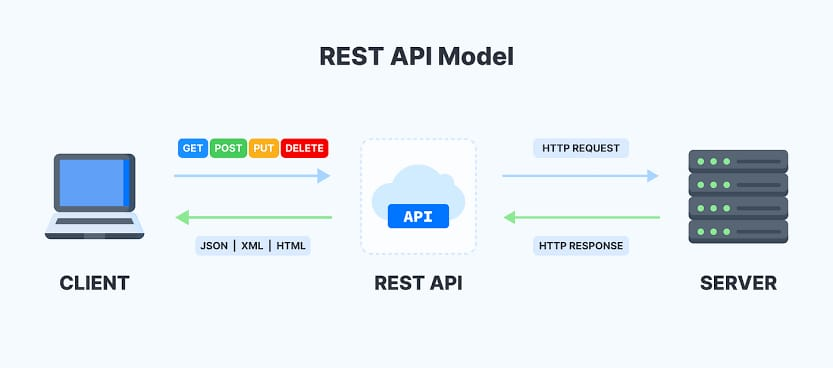 REST API Model
GET POST PUT DELETE
HTTP REQUEST
API
JSON | XML | HTML
HTTP RESPONSE
CLIENT
REST API
SERVER